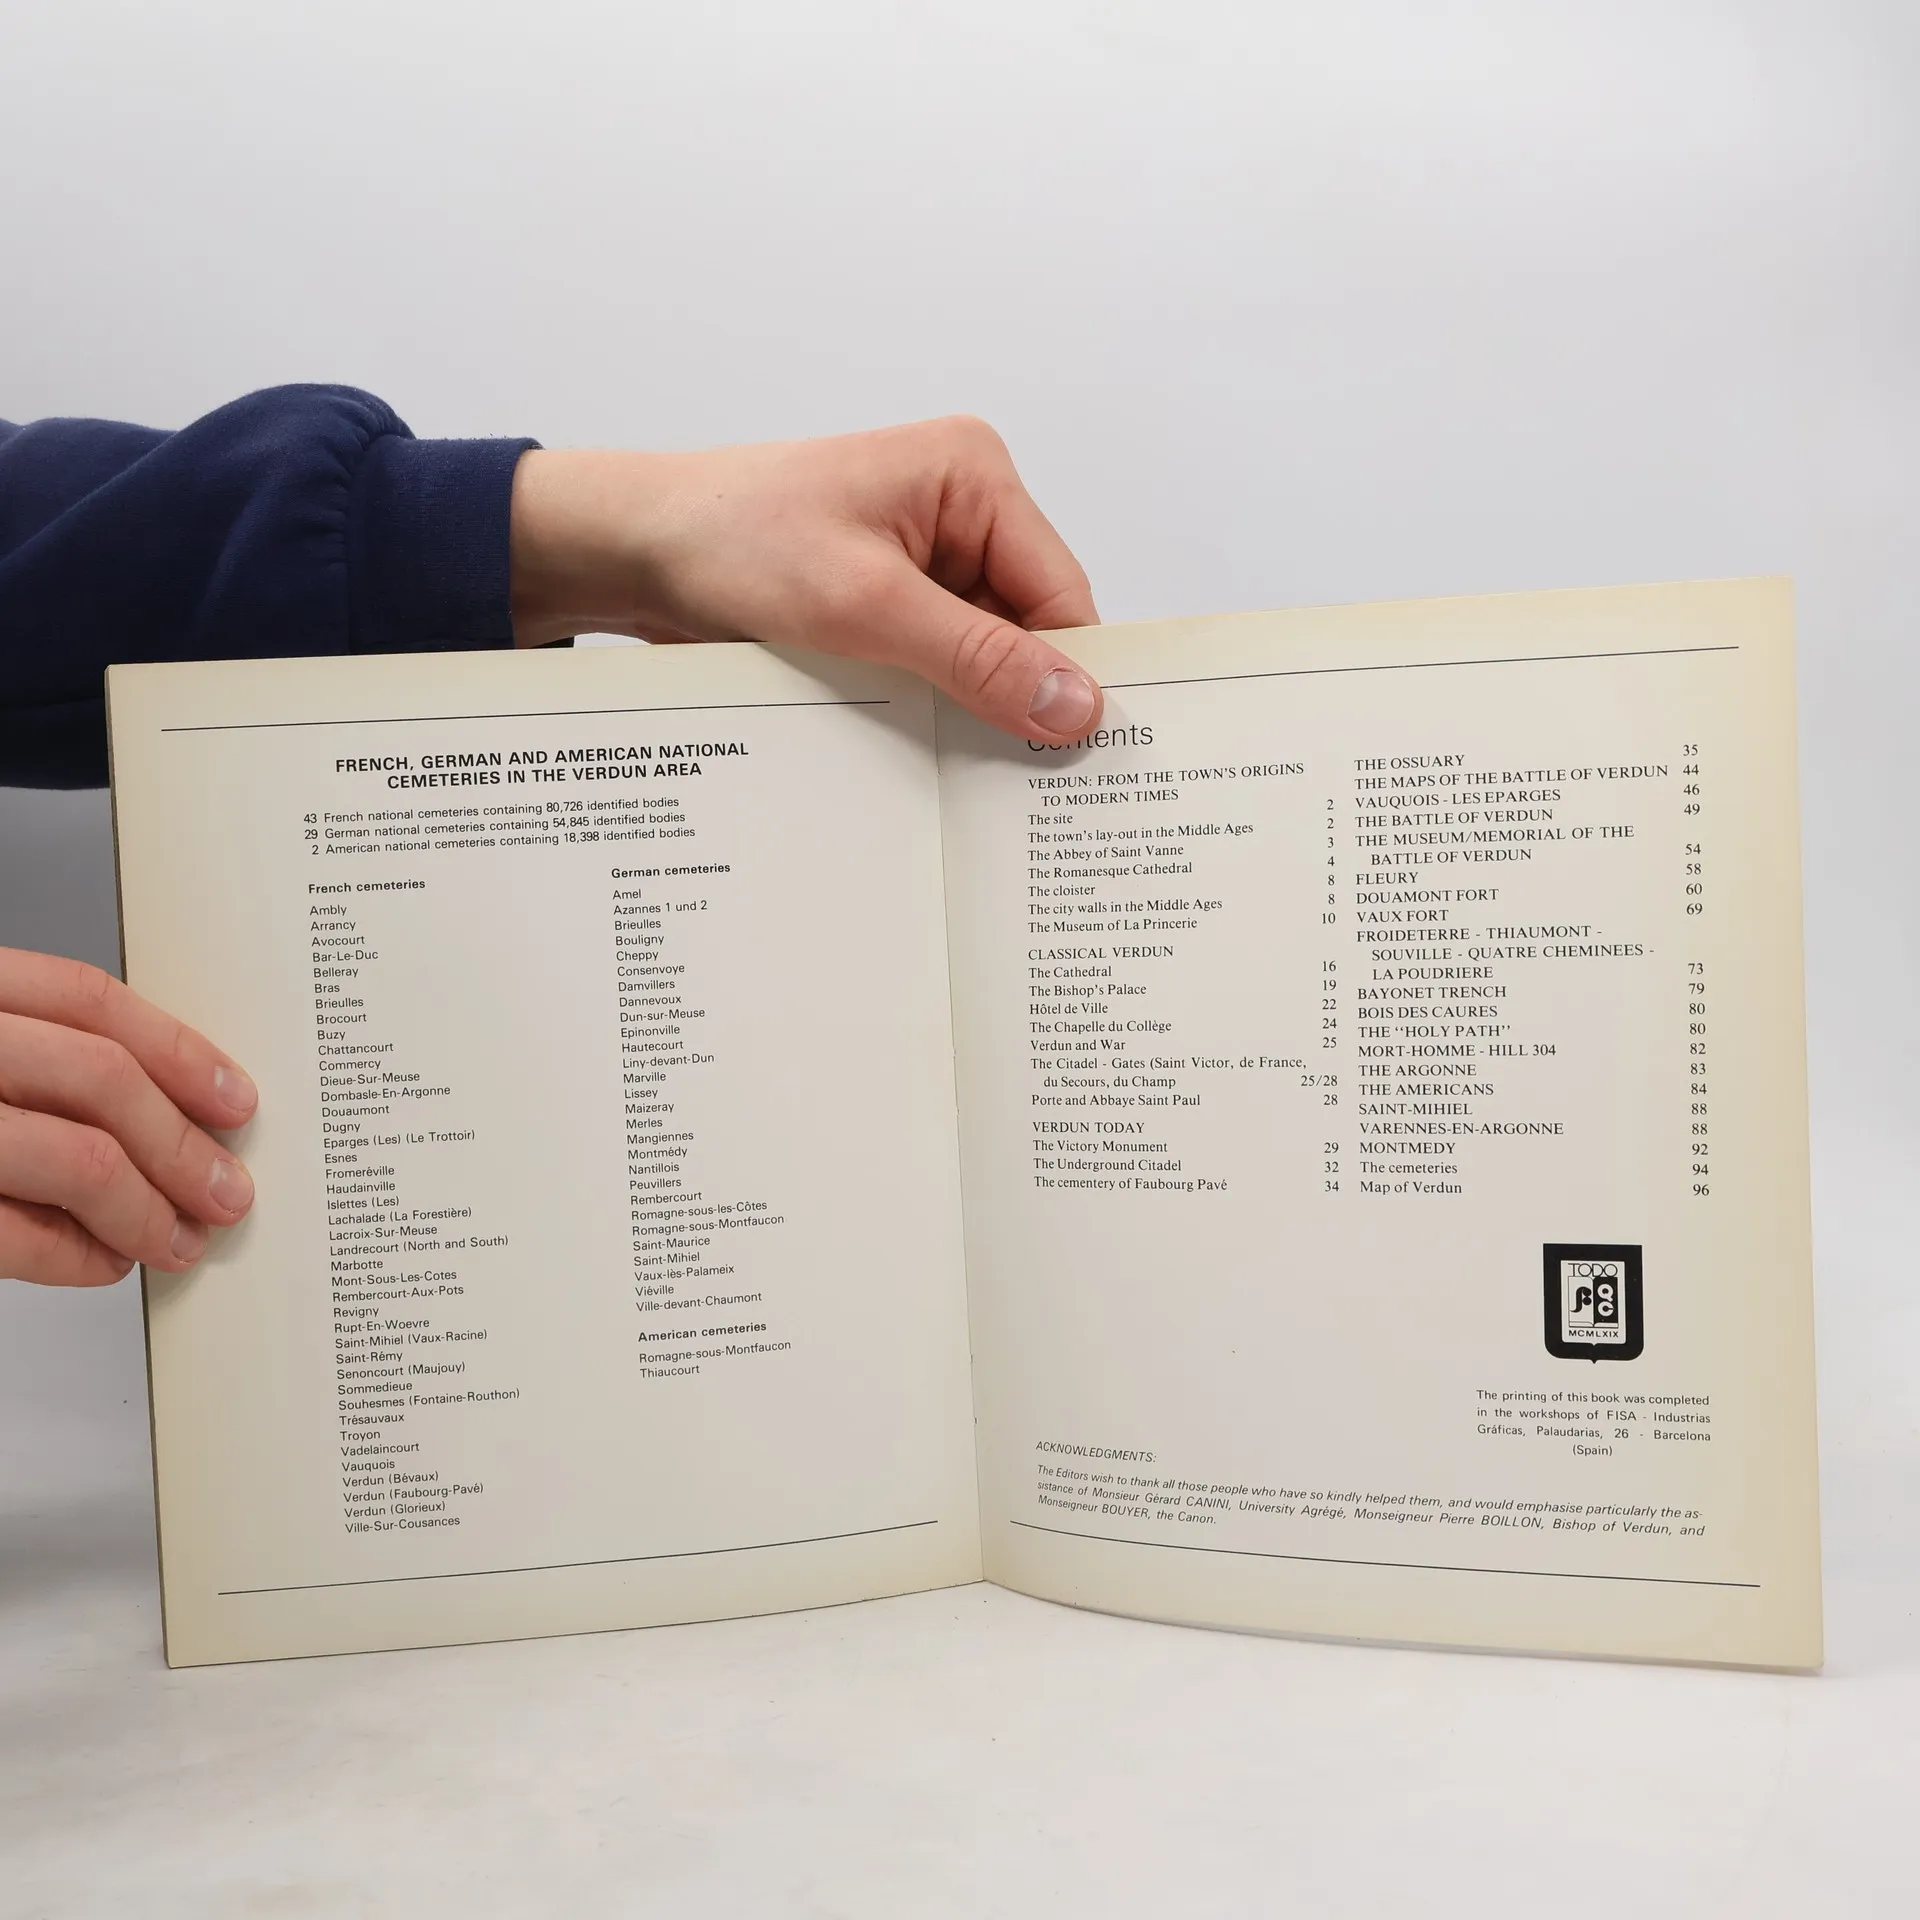 FRENCH, GERMAN AND AMERICAN NATIONAL
CEMETERIES IN THE VERDUN AREA
43 French national cemeteries containing 80,726 identified bodies
29 German national cemeteries containing 54,845 identified bodies
2 American national cemeteries containing 18,398 identified bodies
French cemeteries
Ambly
Arrancy
Avocourt
Bar-Le-Duc
Belleray
Bras
Brieulles
Brocourt
Buzy
Chattancourt
Commercy
Dieue-Sur-Meuse
Dombasle-En-Argonne
Douaumont
Dugny
Eparges (Les) (Le Trottoir)
Esnes
Fromeréville
Haudainville
Islettes (Les)
Lachalade (La Forestière)
Lacroix-Sur-Meuse
Landrecourt (North and South)
Marbotte
Mont-Sous-Les-Cotes
Rembercourt-Aux-Pots
Revigny
Rupt-En-Woevre
Saint-Mihiel (Vaux-Racine)
Saint-Rémy
Senoncourt (Maujouy)
Sommedieue
Souhesmes (Fontaine-Routhon)
Trésauvaux
Troyon
Vadelaincourt
Vauquois
Verdun (Bévaux)
Verdun (Faubourg-Pavé)
Verdun (Glorieux)
Ville-Sur-Cousances
German cemeteries
Amel
Azannes 1 und 2
Brieulles
Bouligny
Cheppy
Consenvoye
Damvillers
Dannevoux
Dun-sur-Meuse
Epinonville
Hautecourt
Liny-devant-Dun
Marville
Lissey
Maizeray
Merles
Mangiennes
Montmédy
Nantillois
Peuvillers
Rembercourt
Romagne-sous-les-Côtes
Romagne-sous-Montfaucon
Saint-Maurice
Saint-Mihiel
Vaux-lès-Palameix
Viéville
Ville-devant-Chaumont
American cemeteries
Romagne-sous-Montfaucon
Thiaucourt
Contents
VERDUN: FROM THE TOWN'S ORIGINS
TO MODERN TIMES
The site 2
The town's lay-out in the Middle Ages 2
The Abbey of Saint Vanne 3
The Romanesque Cathedral 4
The cloister 8
The city walls in the Middle Ages 8
The Museum of La Princerie 10
CLASSICAL VERDUN
The Cathedral 16
The Bishop's Palace 19
Hôtel de Ville 22
The Chapelle du Collège 24
Verdun and War 25
The Citadel - Gates (Saint Victor, de France,
du Secours, du Champ 25/28
Porte and Abbaye Saint Paul 28
VERDUN TODAY
The Victory Monument 29
The Underground Citadel 32
The cementery of Faubourg Pavé 34
THE OSSUARY 35
THE MAPS OF THE BATTLE OF VERDUN 44
VAUQUOIS - LES EPARGES 46
THE BATTLE OF VERDUN 49
THE MUSEUM/MEMORIAL OF THE
BATTLE OF VERDUN 54
FLEURY 58
DOUAMONT FORT 60
VAUX FORT 69
FROIDETERRE - THIAUMONT -
SOUVILLE - QUATRE CHEMINEES -
LA POUDRIERE 73
BAYONET TRENCH 79
BOIS DES CAURES 80
THE "HOLY PATH" 80
MORT-HOMME - HILL 304 82
THE ARGONNE 83
THE AMERICANS 84
SAINT-MIHIEL 88
VARENNES-EN-ARGONNE 88
MONTMEDY 92
The cemeteries 94
Map of Verdun 96
TODO
MCMLXIX
The printing of this book was completed
in the workshops of FISA - Industrias
Gráficas, Palaudarias, 26 - Barcelona
(Spain)
ACKNOWLEDGMENTS:
The Editors wish to thank all those people who have so kindly helped them, and would emphasise particularly the as-
sistance of Monsieur Gérard CANINI, University Agrégé, Monseigneur Pierre BOILLON, Bishop of Verdun, and
Monseigneur BOUYER, the Canon.